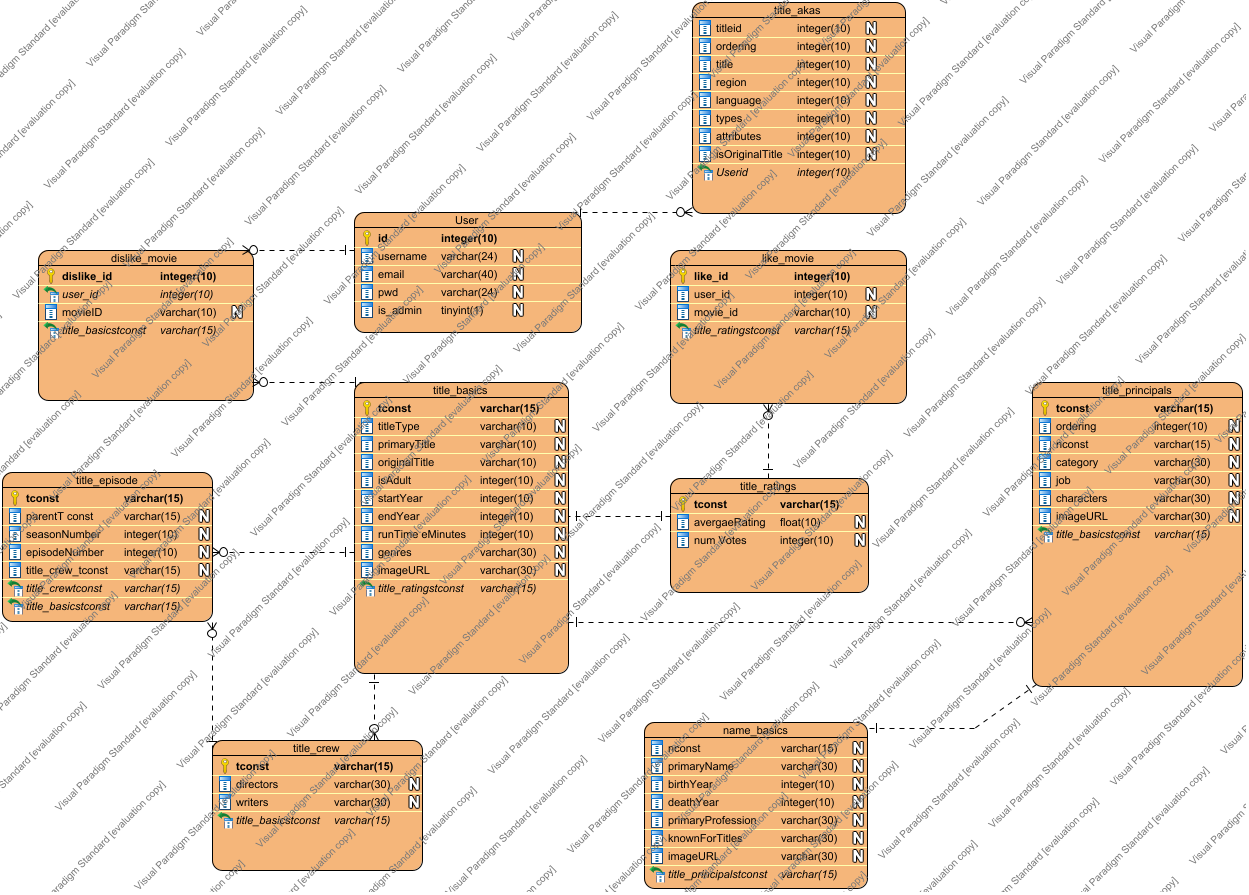 title_akas
titleid integer(10) N
ordering integer(10) N
title integer(10) N
region integer(10) N
language integer(10) N
types integer(10) N
attributes integer(10) N
isOriginalTitle integer(10) N
Userid integer(10)
User
id integer(10)
username varchar(24) N
email varchar(40) N
pwd varchar(24) N
is_admin tinyint(1) N
dislike_movie
dislike_id integer(10)
user_id integer(10)
movieID varchar(10) N
title_basicstconst varchar(15)
like_movie
like_id integer(10)
user_id integer(10) N
movie_id varchar(10) N
title_ratingstconst varchar(15)
title_basics
tconst varchar(15)
titleType varchar(10) N
primaryTitle varchar(10) N
originalTitle varchar(10) N
isAdult integer(10) N
startYear integer(10) N
endYear integer(10) N
runTime eMinutes integer(10) N
genres varchar(30) N
imageURL varchar(30) N
title_ratingstconst varchar(15)
title_principals
tconst varchar(15)
ordering integer(10) N
nconst varchar(15) N
category varchar(30) N
job varchar(30) N
characters varchar(30) N
imageURL varchar(30) N
title_basicstconst varchar(15)
title_episode
tconst varchar(15)
parentT const varchar(15) N
seasonNumber integer(10) N
episodeNumber integer(10) N
title_crew_tconst varchar(15) N
title_crewtconst varchar(15)
title_basicstconst varchar(15)
title_ratings
tconst varchar(15)
avergaeRating float(10) N
num Votes integer(10) N
title_crew
tconst varchar(15)
directors varchar(30) N
writers varchar(30) N
title_basicstconst varchar(15)
name_basics
nconst varchar(15) N
primaryName varchar(30) N
birthYear integer(10) N
deathYear integer(10) N
primaryProfession varchar(30) N
knownForTitles varchar(30) N
imageURL varchar(30) N
title_principalstconst varchar(15)
Visual Paradigm Standard [evaluation copy]